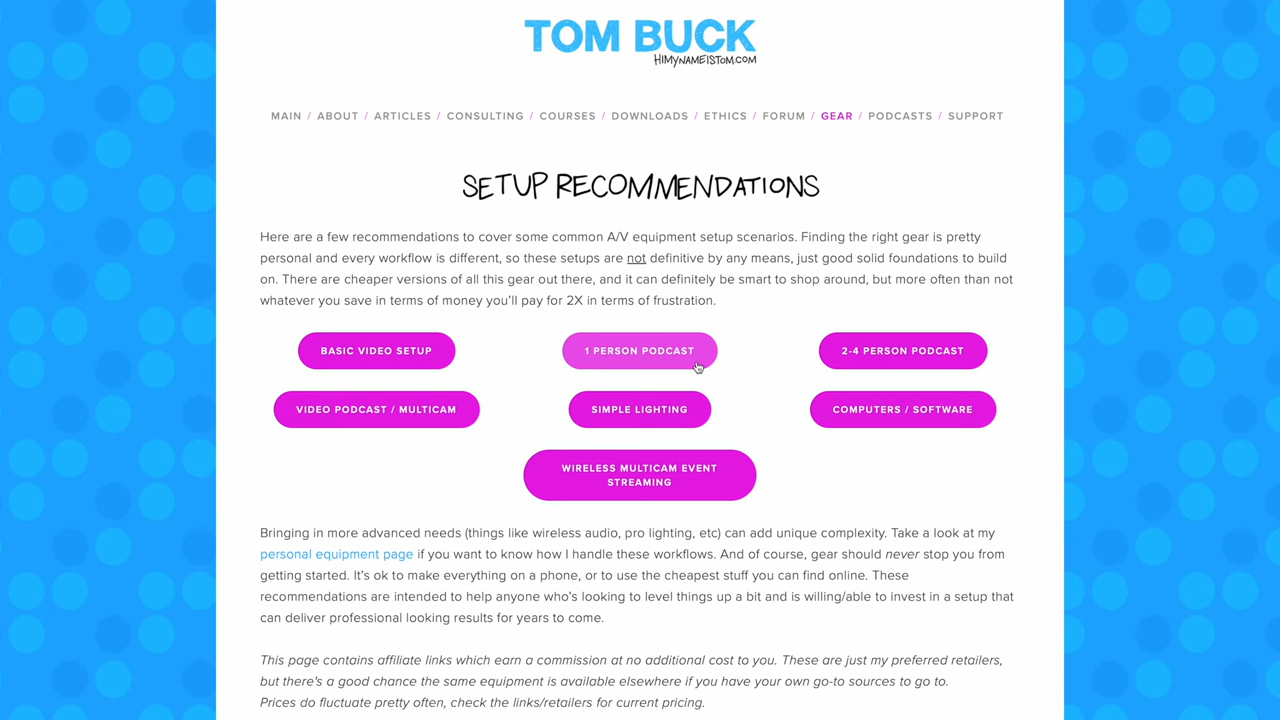 TOM BUCK
HIMYNAMEISTOM.COM
MAIN / ABOUT / ARTICLES / CONSULTING / COURSES / DOWNLOADS / ETHICS / FORUM / GEAR / PODCASTS / SUPPORT
SETUP RECOMMENDATIONS
Here are a few recommendations to cover some common A/V equipment setup scenarios. Finding the right gear is pretty
personal and every workflow is different, so these setups are not definitive by any means, just good solid foundations to build
on. There are cheaper versions of all this gear out there, and it can definitely be smart to shop around, but more often than not
whatever you save in terms of money you'll pay for 2X in terms of frustration.
BASIC VIDEO SETUP
1 PERSON PODCAST
2-4 PERSON PODCAST
VIDEO PODCAST / MULTICAM
SIMPLE LIGHTING
COMPUTERS / SOFTWARE
WIRELESS MULTICAM EVENT
STREAMING
Bringing in more advanced needs (things like wireless audio, pro lighting, etc) can add unique complexity. Take a look at my
personal equipment page if you want to know how I handle these workflows. And of course, gear should never stop you from
getting started. It's ok to make everything on a phone, or to use the cheapest stuff you can find online. These
recommendations are intended to help anyone who's looking to level things up a bit and is willing/able to invest in a setup that
can deliver professional looking results for years to come.
This page contains affiliate links which earn a commission at no additional cost to you. These are just my preferred retailers,
but there's a good chance the same equipment is available elsewhere if you have your own go-to sources to go to.
Prices do fluctuate pretty often, check the links/retailers for current pricing.